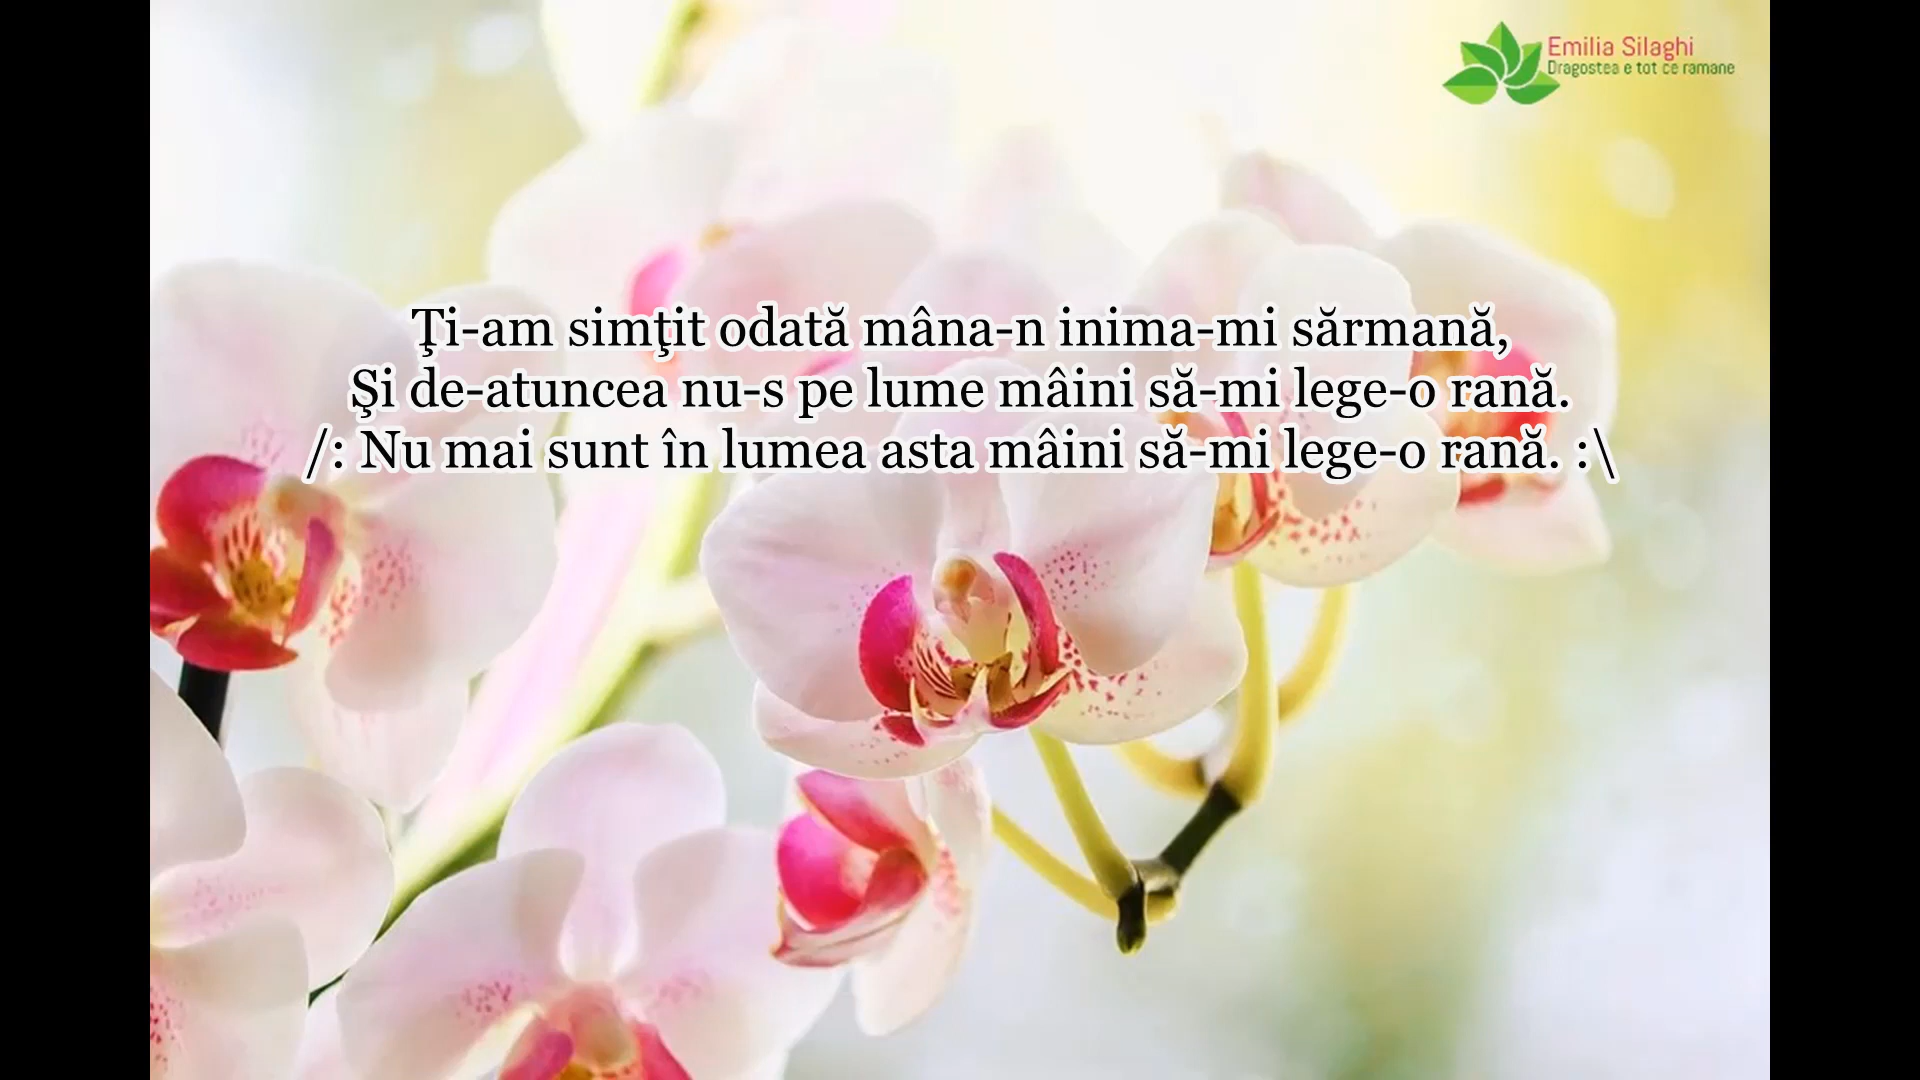 Emilia Silaghi
Dragostea e tot ce ramane
Ţi-am simţit odată mâna-n inima-mi sărmană,
Şi de-atuncea nu-s pe lume mâini să-mi lege-o rană.
/: Nu mai sunt în lumea asta mâini să-mi lege-o rană. :\